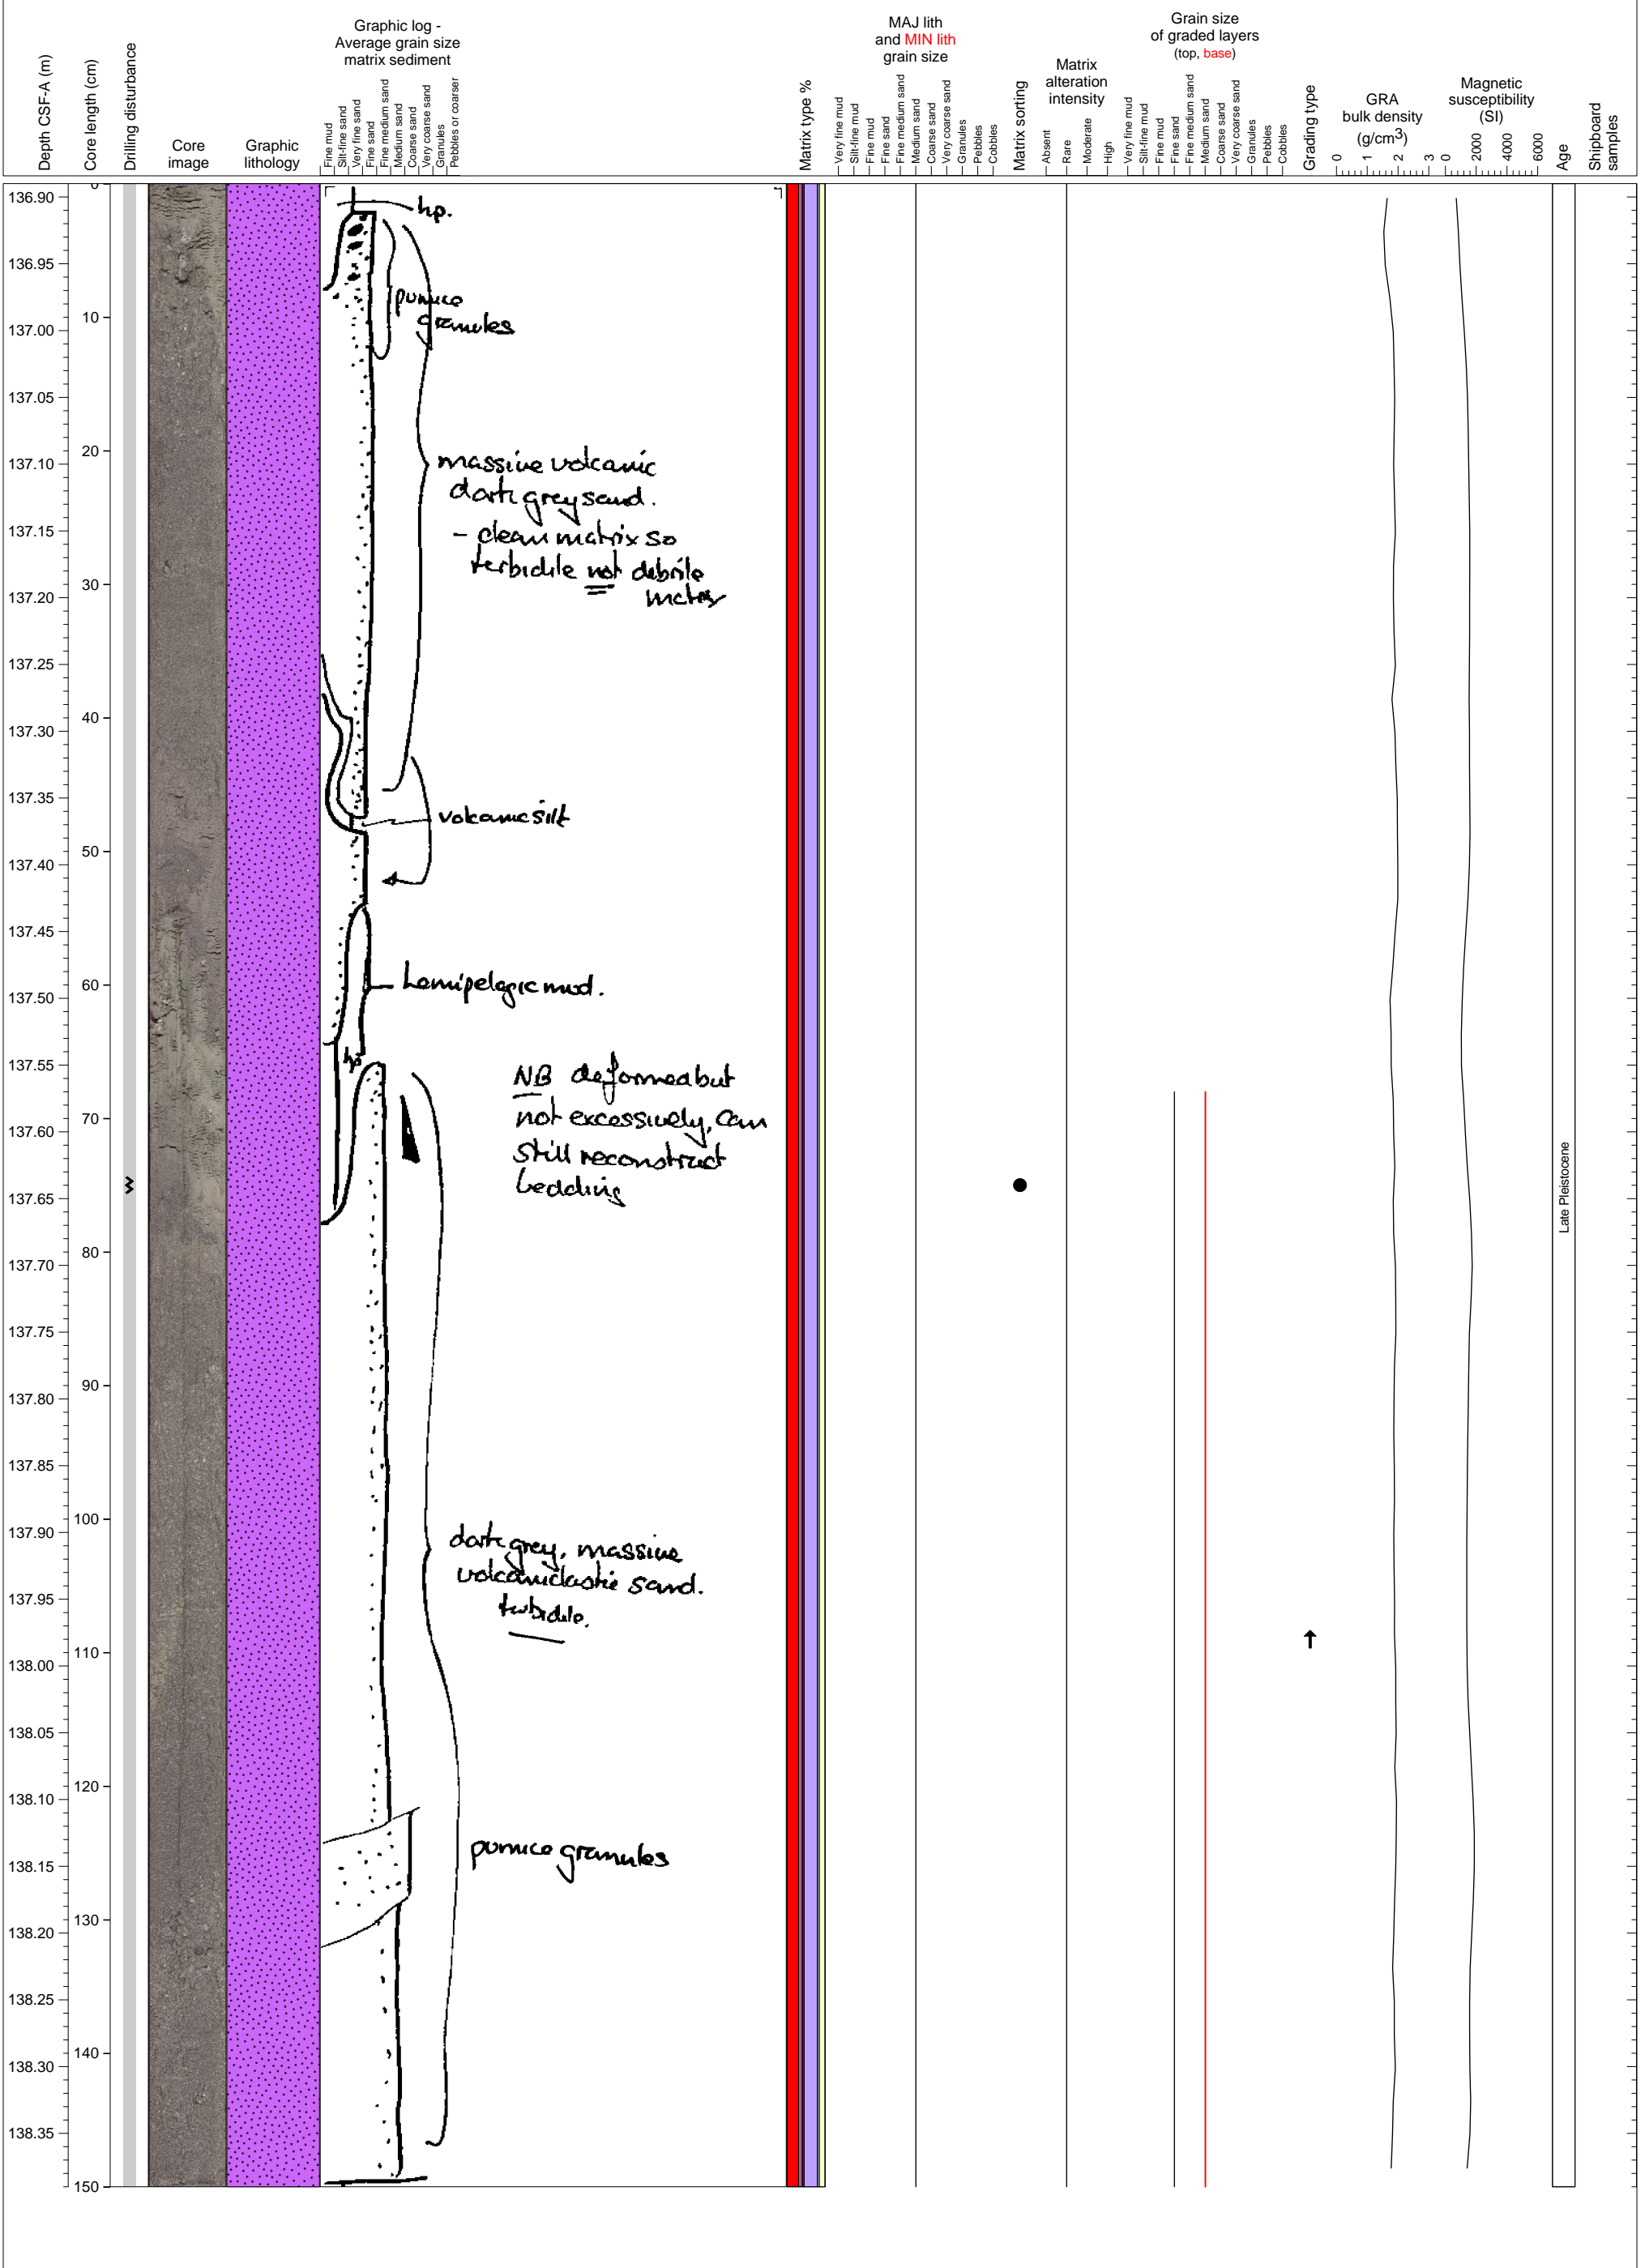 Depth CSF-A (m)
Core length (cm)
Drilling disturbance
Core
image
Graphic
lithology
Graphic log -
Average grain size
matrix sediment
Fine mud
Silt-fine sand
Very fine sand
Fine sand
Fine medium sand
Medium sand
Coarse sand
Very coarse sand
Granules
Pebbles or coarser
Matrix type %
MAJ lith
and MIN lith
grain size
Very fine mud
Silt-fine mud
Fine mud
Fine sand
Fine medium sand
Medium sand
Coarse sand
Very coarse sand
Granules
Pebbles
Cobbles
Matrix sorting
Matrix
alteration
intensity
Absent
Rare
Moderate
High
Grain size
of graded layers
(top, base)
Very fine mud
Silt-fine mud
Fine mud
Fine sand
Fine medium sand
Medium sand
Coarse sand
Very coarse sand
Granules
Pebbles
Cobbles
Grading type
GRA
bulk density
(g/cm3)
0
1
2
3
Magnetic
susceptibility
(SI)
0
2000
4000
6000
Age
Shipboard
samples
136.90
136.95
137.00
137.05
137.10
137.15
137.20
137.25
137.30
137.35
137.40
137.45
137.50
137.55
137.60
137.65
137.70
137.75
137.80
137.85
137.90
137.95
138.00
138.05
138.10
138.15
138.20
138.25
138.30
138.35
0
10
20
30
40
50
60
70
80
90
100
110
120
130
140
150
hp.
pumice
granules
massive volcanic
dark grey sand.
- clean matrix so
terbidite not debrite
matrix
volcanic silt
Hemipelagic mud.
hp
NB deformed but
not excessively, can
still reconstruct
bedding
dark grey, massive
volcaniclastic sand.
turbidite.
pumice granules
Late Pleistocene